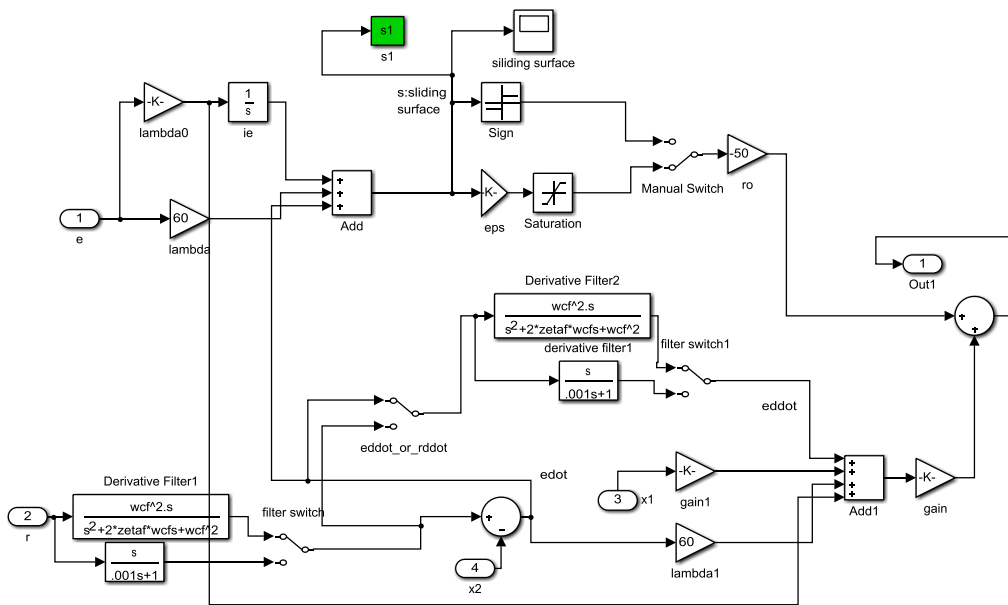 s1
s1
siliding surface
s:sliding
surface
-K-
lambda0
1
s
ie
Sign
Manual Switch
-50
ro
+
+
+
Add
-K-
eps
Saturation
1
e
60
lambda
1
Out1
Derivative Filter2
wcf^2.s
s2+2*zetaf*wcfs+wcf^2
derivative filter1
s
.001s+1
filter switch1
+
+
eddot_or_rddot
eddot
edot
3
x1
-K-
gain1
+
+
+
+
Add1
-K-
gain
Derivative Filter1
wcf^2.s
s2+2*zetaf*wcfs+wcf^2
2
r
s
.001s+1
filter switch
+
-
4
x2
60
lambda1